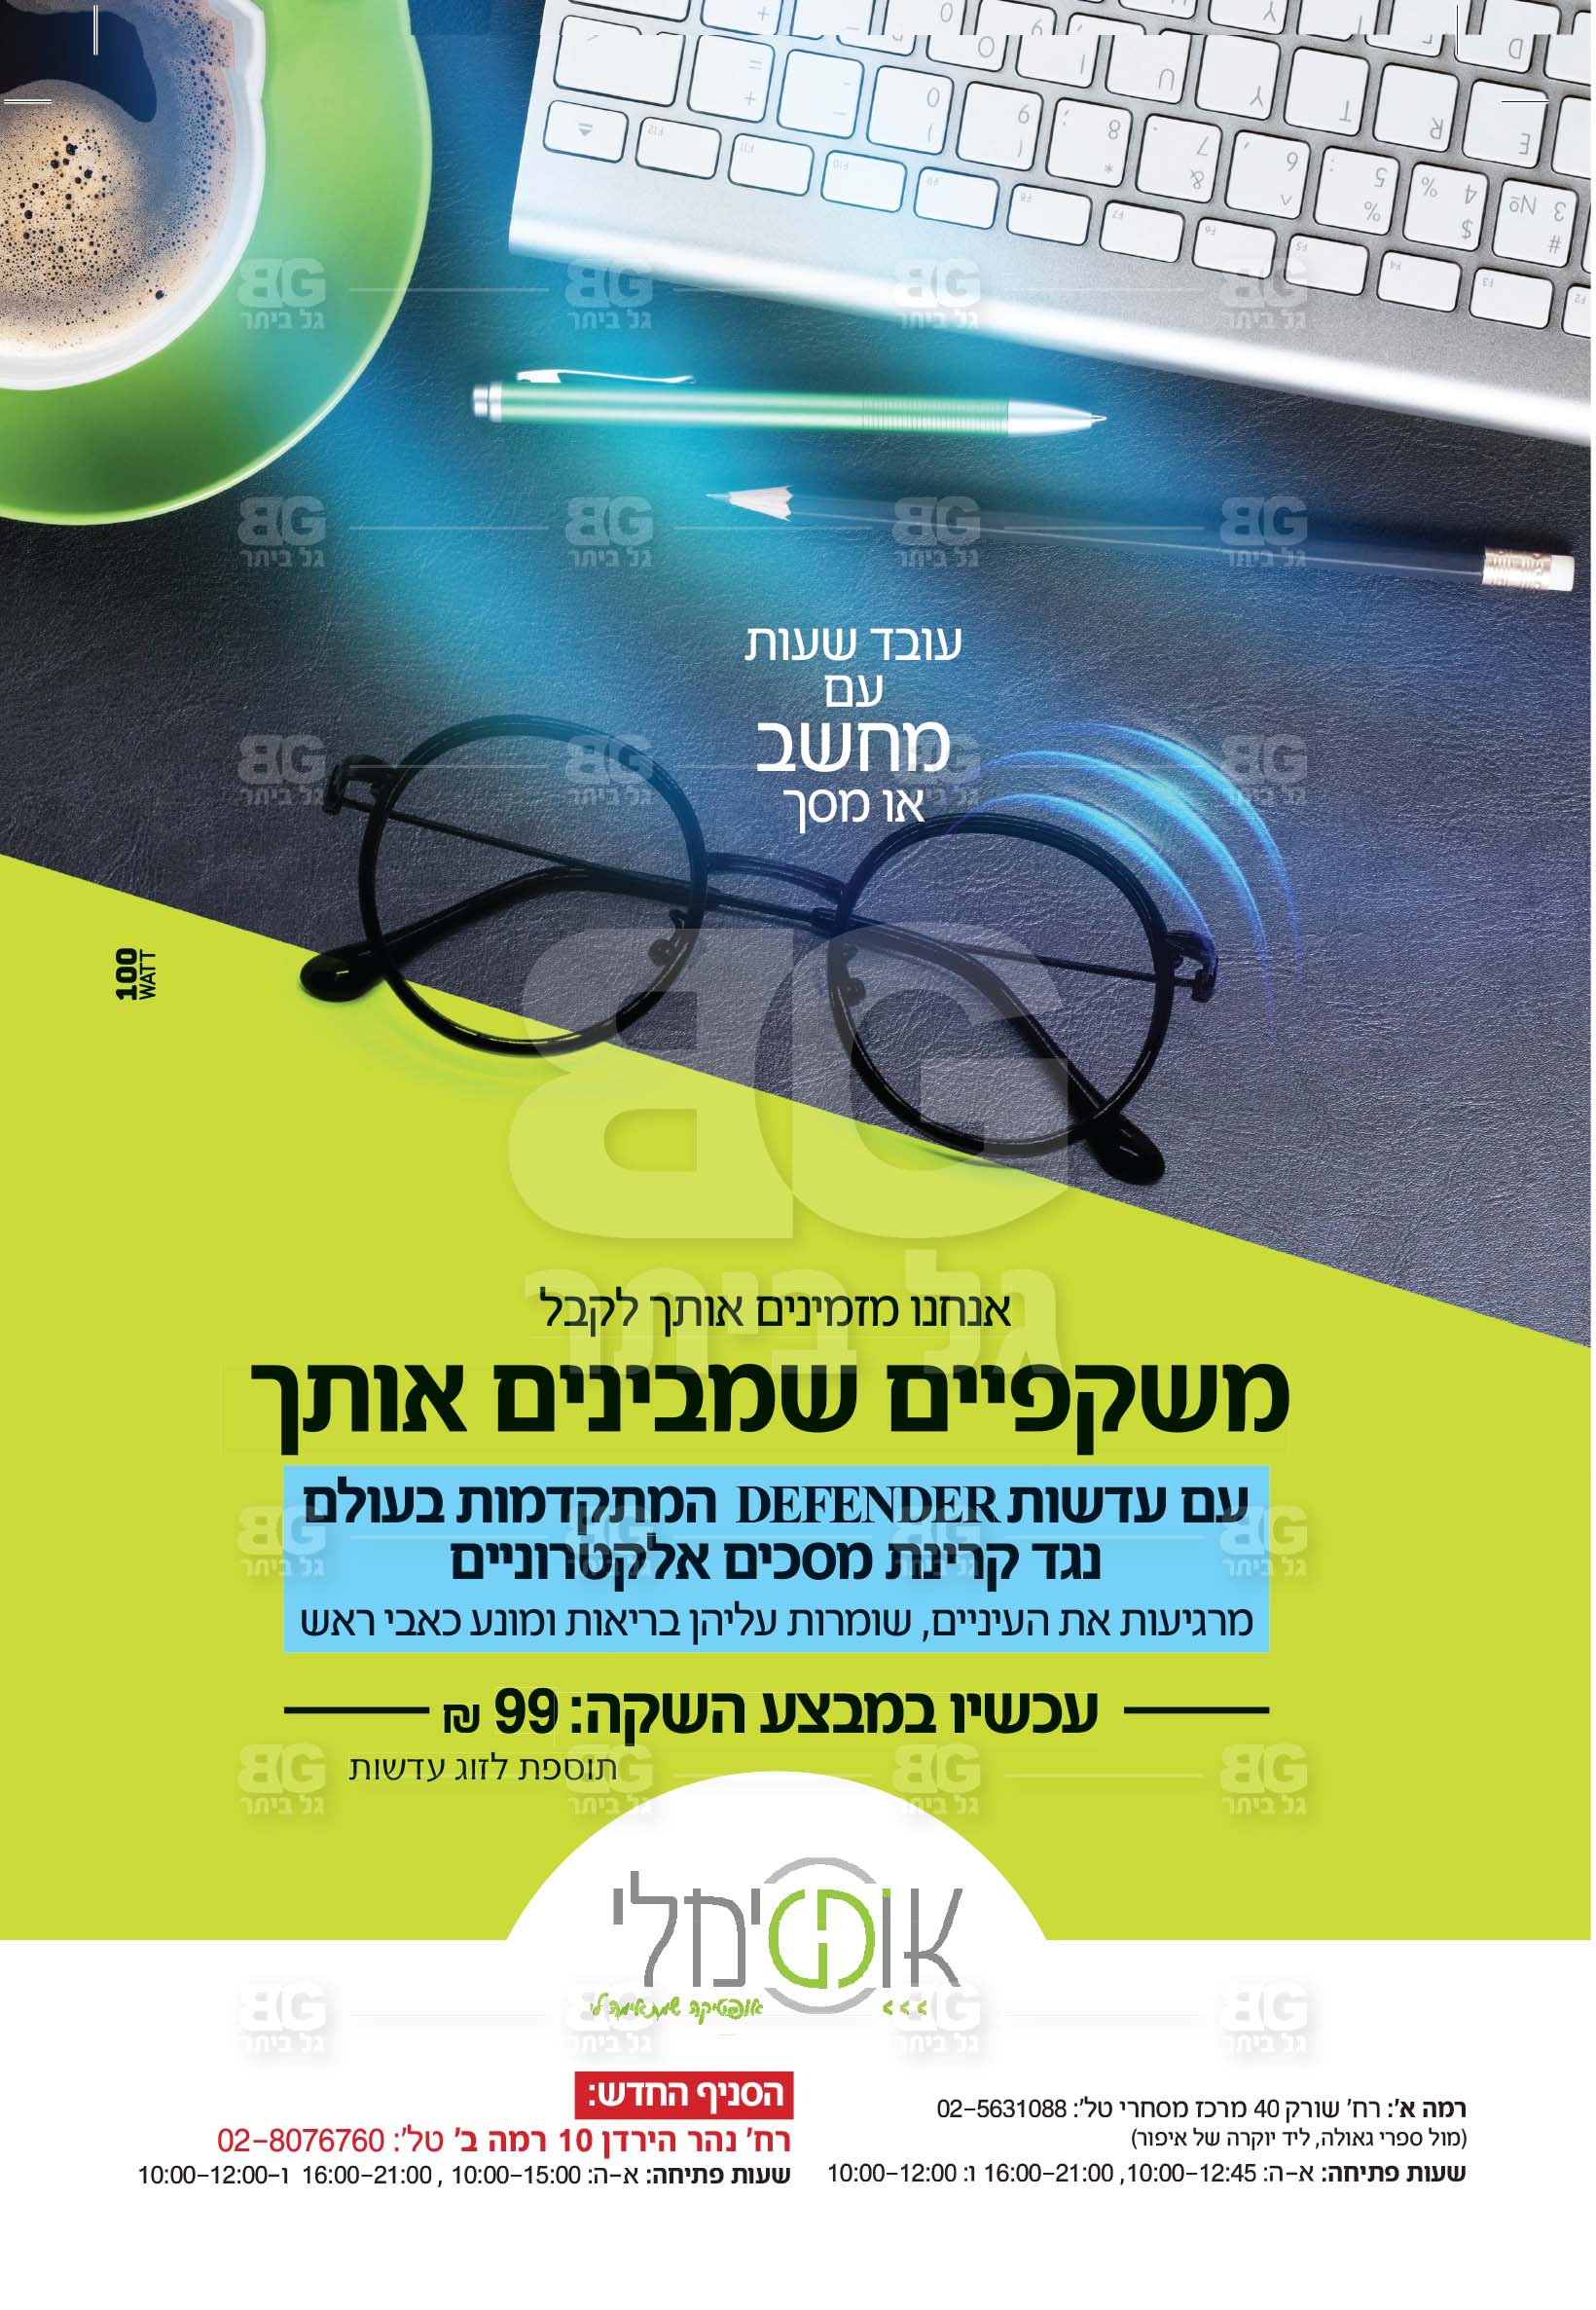 עובד שעות
עם
מחשב
או מסך
100
WATT
אנחנו מזמינים אותך לקבל
משקפיים שמבינים אותך
עם עדשות DEFENDER המתקדמות בעולם
נגד קרינת מסכים אלקטרוניים
מרגיעות את העיניים, שומרות עליהן בריאות ומונע כאבי ראש
עכשיו במבצע השקה: 99 ₪
תוספת לזוג עדשות
אופטימלי
>>> אופטיקה שמתאימה לי
רמה א': רח' שורק 40 מרכז מסחרי טל': 02-5631088
(מול ספרי גאולה, ליד יוקרה של איפור)
שעות פתיחה: א-ה: 10:00-12:45, 16:00-21:00 ו: 10:00-12:00
הסניף החדש:
רח' נהר הירדן 10 רמה ב' טל': 02-8076760
שעות פתיחה: א-ה: 10:00-15:00 , 16:00-21:00 ו-10:00-12:00
BG
גל ביתר